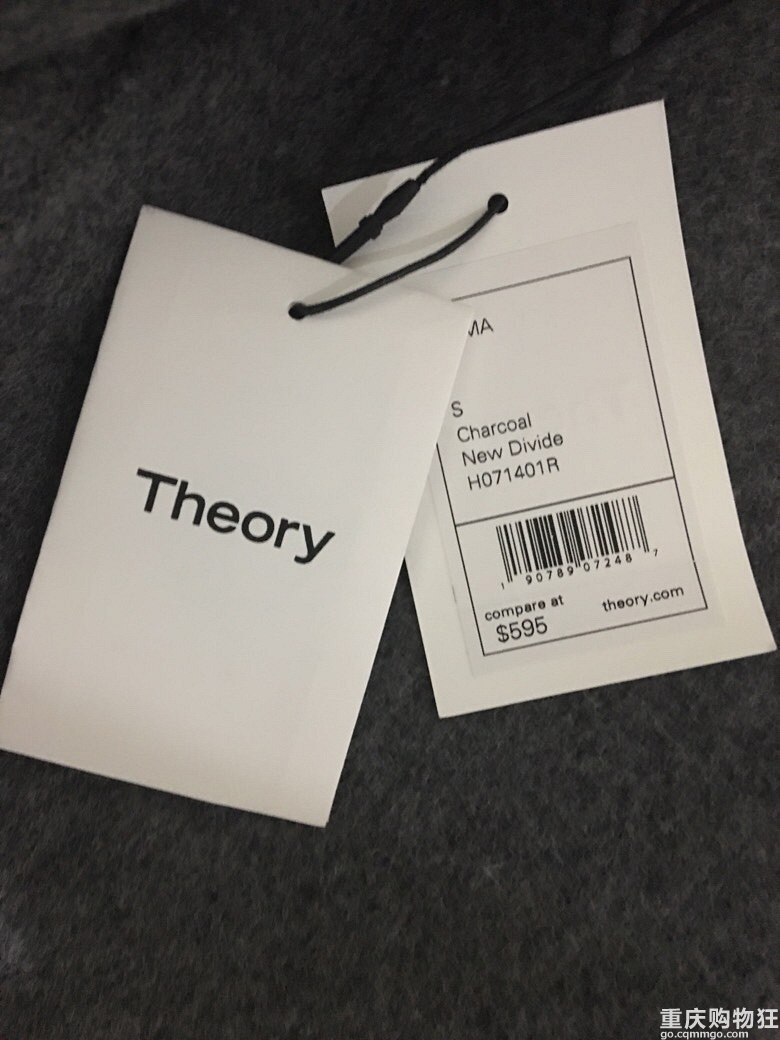 Theory
MA
S
Charcoal
New Divide
H071401R
1 90789 07248 7
compare at
$595
theory.com
重庆购物狂
go.cqmmgo.com